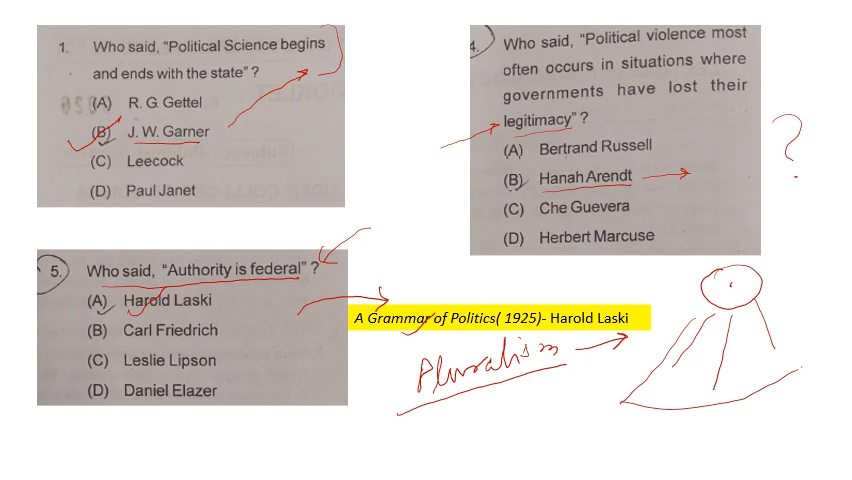 1. Who said, "Political Science begins
and ends with the state" ?
(A) R. G. Gettel
(B) J. W. Garner
(C) Leecock
(D) Paul Janet
4. Who said, "Political violence most
often occurs in situations where
governments have lost their
legitimacy" ?
(A) Bertrand Russell
(B) Hanah Arendt
(C) Che Guevera
(D) Herbert Marcuse
?
5. Who said, "Authority is federal" ?
(A) Harold Laski
(B) Carl Friedrich
(C) Leslie Lipson
(D) Daniel Elazer
A Grammar of Politics( 1925)- Harold Laski
Pluralism